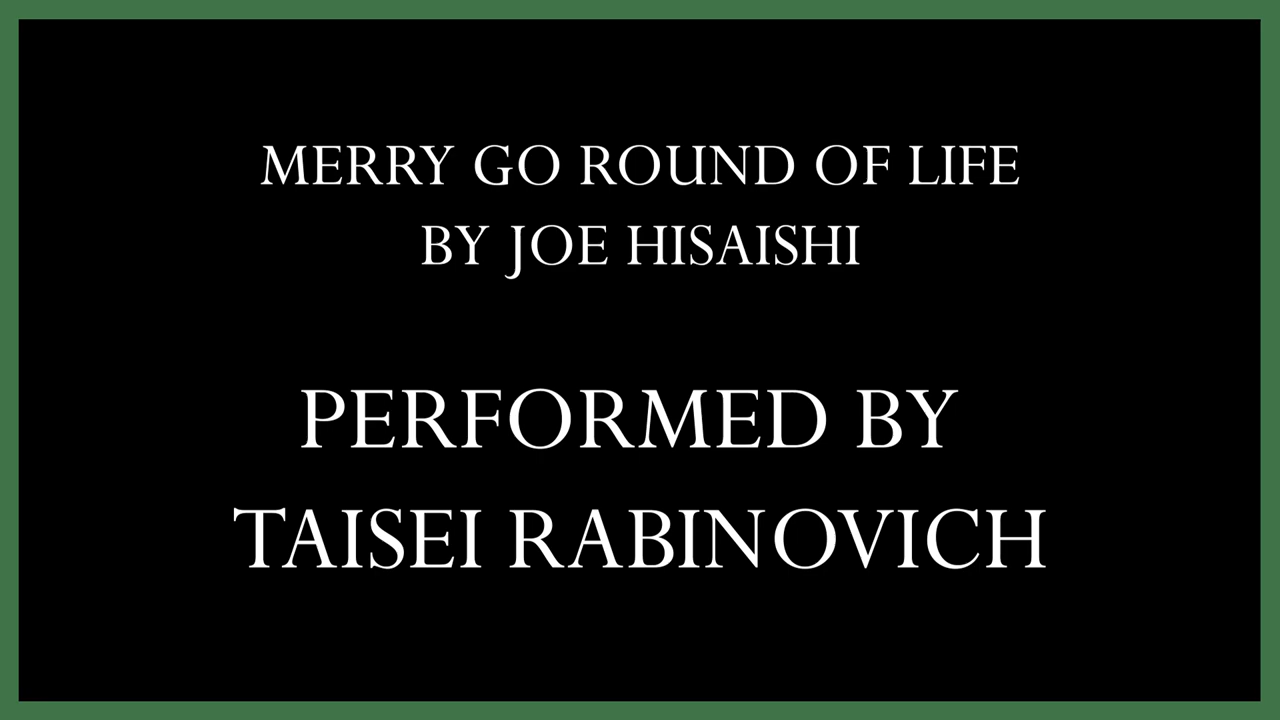 MERRY GO ROUND OF LIFE
BY JOE HISAISHI
PERFORMED BY
TAISEI RABINOVICH